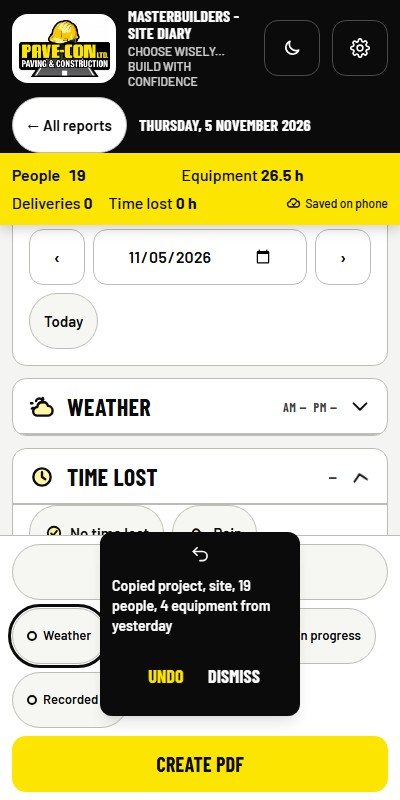 PAVE-CON LTD.
PAVING & CONSTRUCTION
MASTERBUILDERS - SITE DIARY
CHOOSE WISELY... BUILD WITH CONFIDENCE
← All reports
THURSDAY, 5 NOVEMBER 2026
People 19
Equipment 26.5 h
Deliveries 0
Time lost 0 h
Saved on phone
‹
11/05/2026
›
Today
WEATHER
AM – PM –
TIME LOST
–
No time lost
Rain
Copied project, site, 19
people, 4 equipment from
yesterday
UNDO
DISMISS
Weather
n progress
Recorded
CREATE PDF